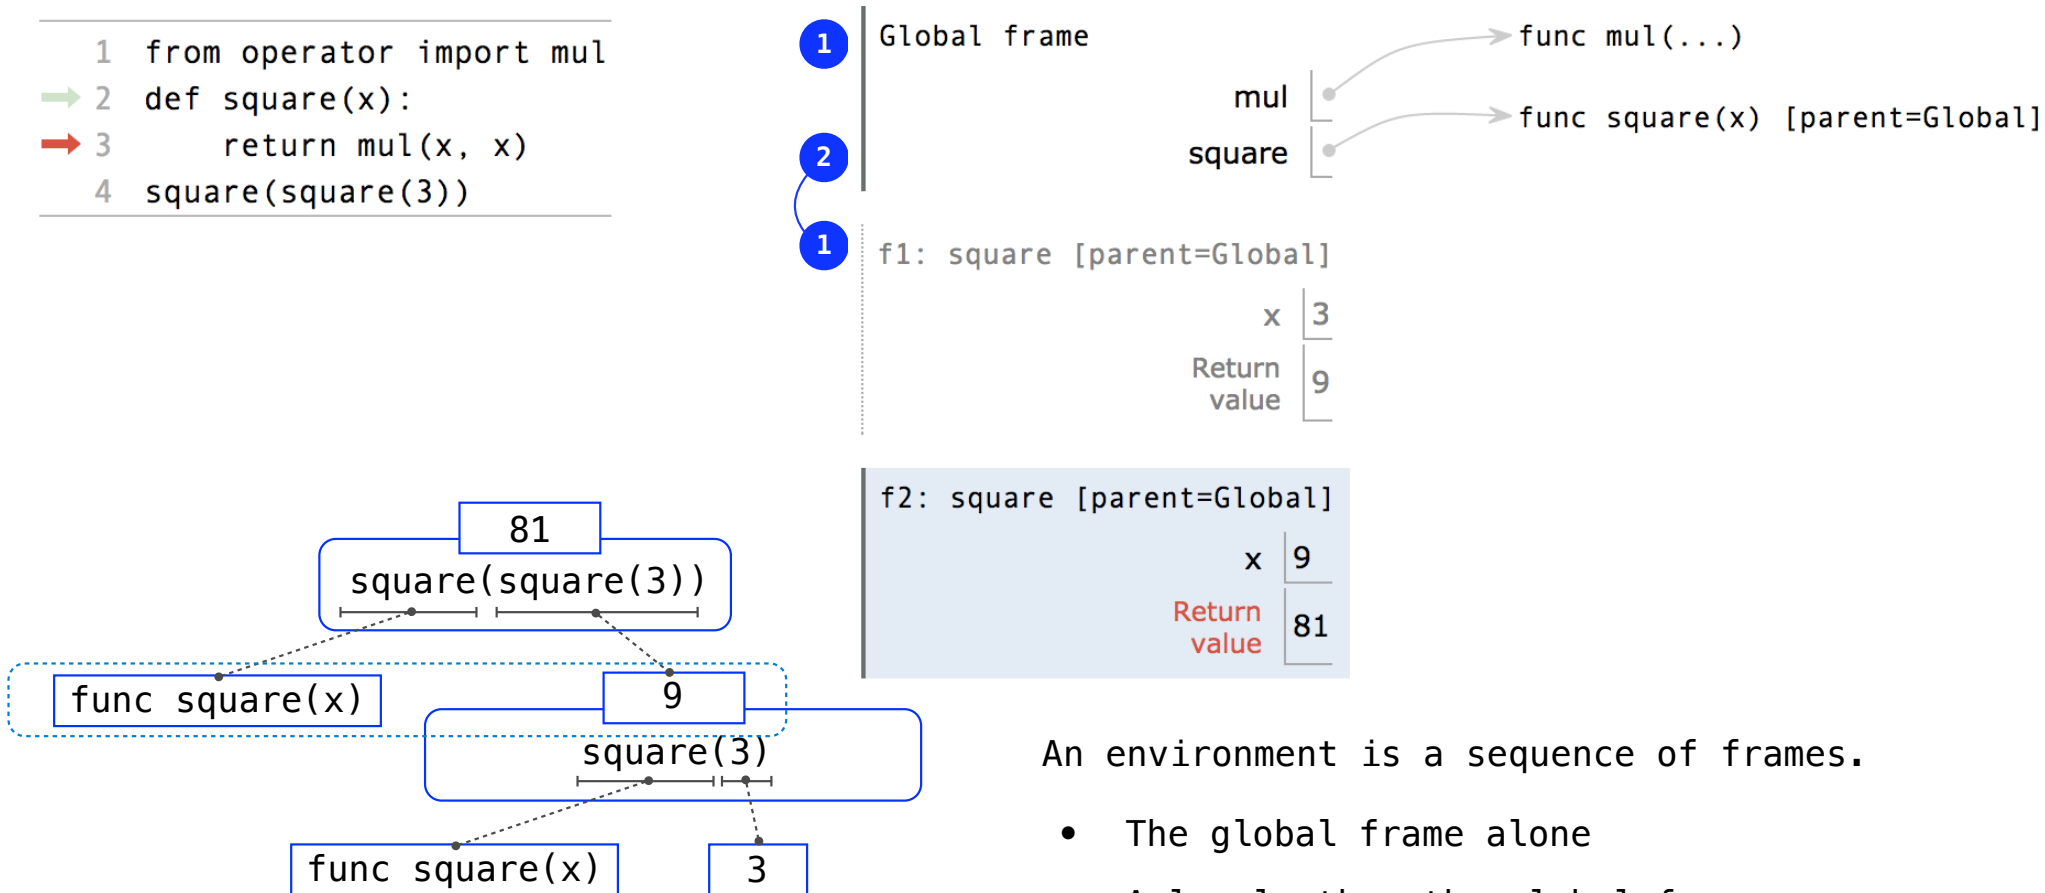 1 from operator import mul
2 def square(x):
3 return mul(x, x)
4 square(square(3))
1
Global frame
func mul(...)
mul
func square(x) [parent=Global]
2
square
1
f1: square [parent=Global]
x 3
Return value 9
f2: square [parent=Global]
x 9
Return value 81
81
square(square(3))
func square(x)
9
square(3)
func square(x)
3
An environment is a sequence of frames.
• The global frame alone